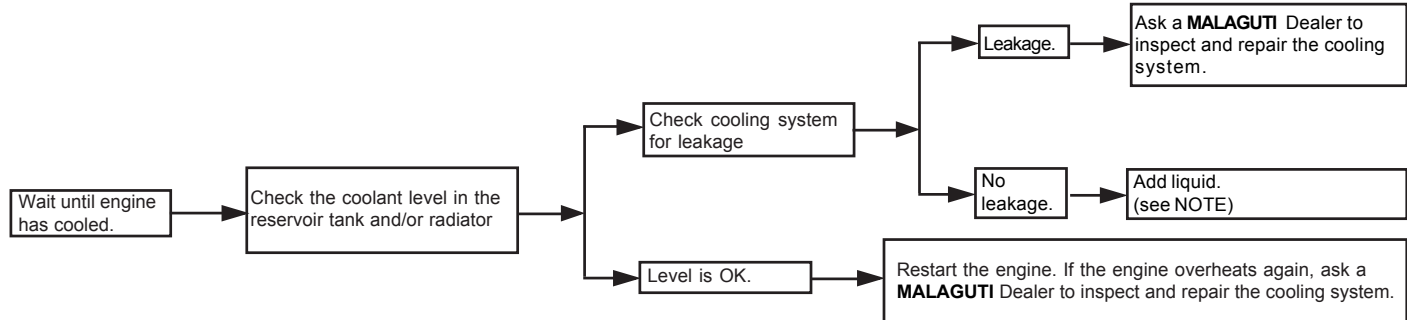 Wait until engine
has cooled.
Check the coolant level in the
reservoir tank and/or radiator
Check cooling system
for leakage
Leakage.
Ask a MALAGUTI Dealer to
inspect and repair the cooling
system.
No
leakage.
Add liquid.
(see NOTE)
Level is OK.
Restart the engine. If the engine overheats again, ask a
MALAGUTI Dealer to inspect and repair the cooling system.